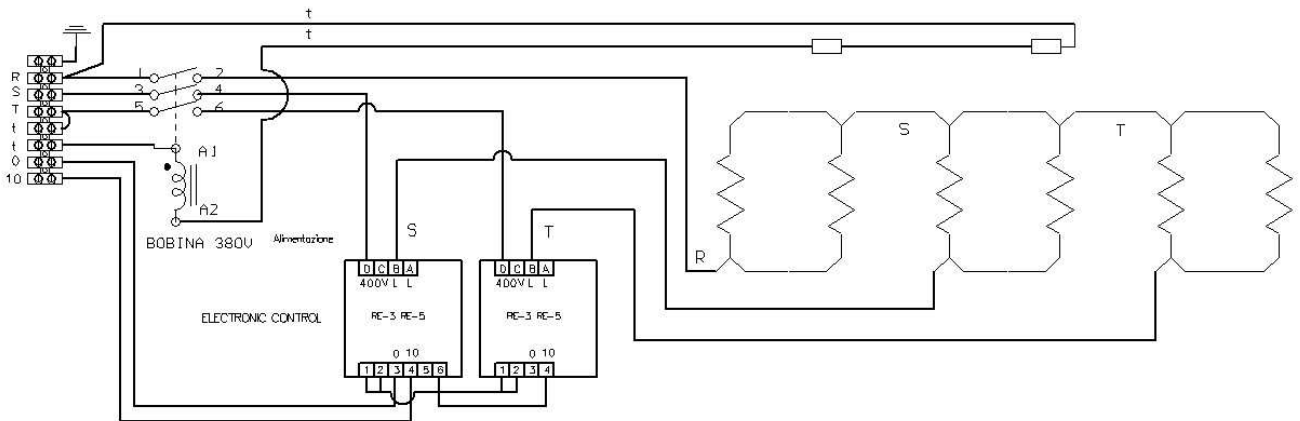 t
t
R
S
T
t
t
0
10
1 2
3 4
5 6
A1
A2
BOBINA 380V
Alimentazione
S
T
R
S
T
ELECTRONIC CONTROL
D C B A
400V L L
RE-3 RE-5
0 10
1 2 3 4 5 6
D C B A
400V L L
RE-3 RE-5
0 10
1 2 3 4